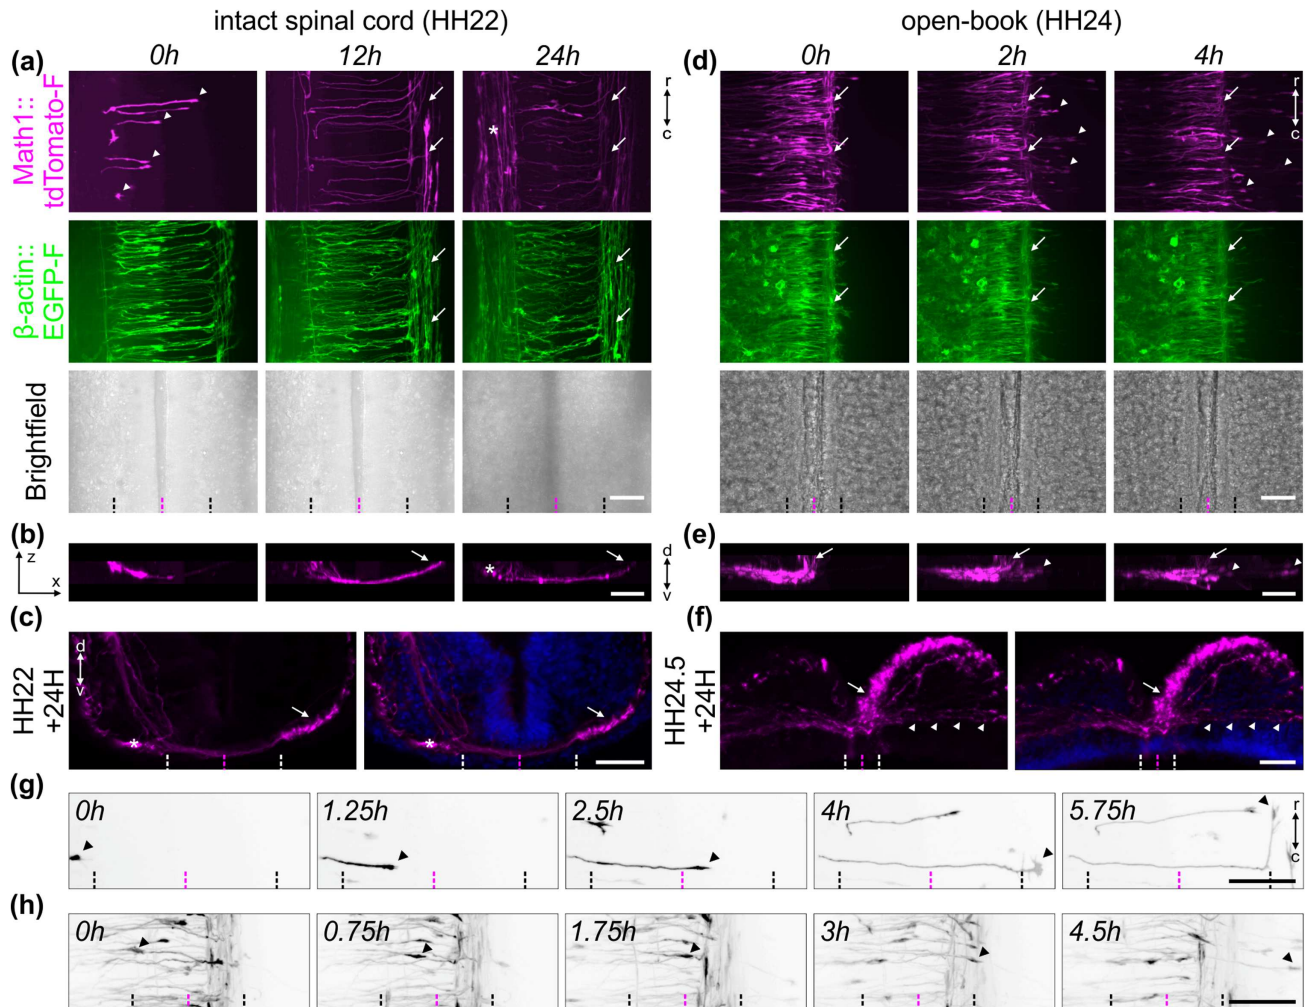 intact spinal cord (HH22)
open-book (HH24)
(a)
0h
12h
24h
(d)
0h
2h
4h
Math1::
tdTomato-F
*
r
c
r
c
β-actin::
EGFP-F
Brightfield
(b)
z
x
*
d
v
(e)
(c)
HH22
+24H
d
v
*
*
(f)
HH24.5
+24H
(g)
0h
1.25h
2.5h
4h
5.75h
r
c
(h)
0h
0.75h
1.75h
3h
4.5h